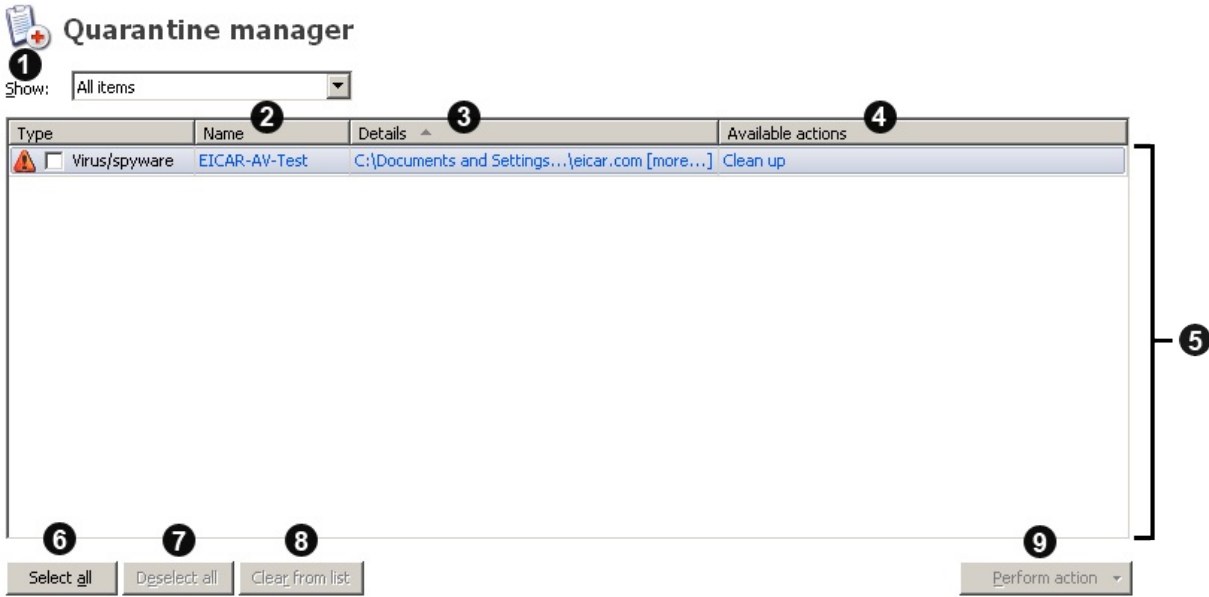 Quarantine manager
1
Show: All items
2 3 4
Type Name Details Available actions
Virus/spyware EICAR-AV-Test C:\Documents and Settings...\eicar.com [more...] Clean up
5
6 7 8 9
Select all Deselect all Clear from list Perform action